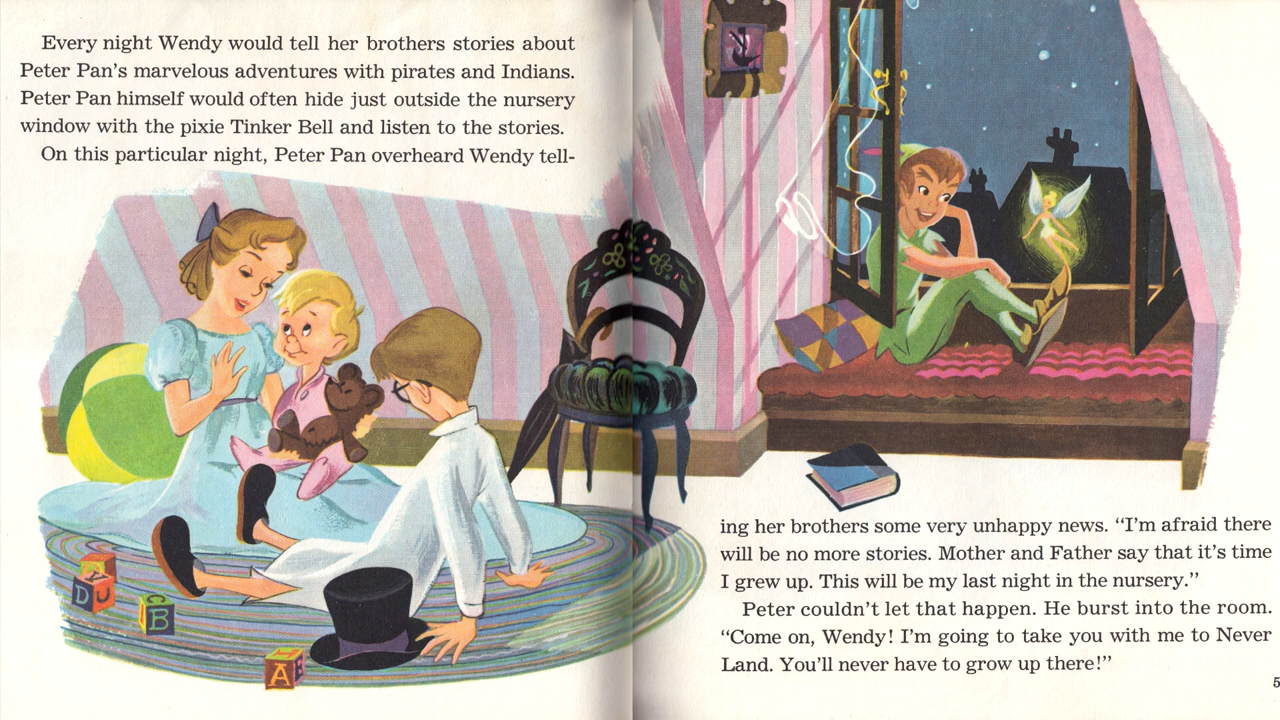 Every night Wendy would tell her brothers stories about
Peter Pan's marvelous adventures with pirates and Indians.
Peter Pan himself would often hide just outside the nursery
window with the pixie Tinker Bell and listen to the stories.
On this particular night, Peter Pan overheard Wendy tell-
D
J
B
C
A
ing her brothers some very unhappy news. “I'm afraid there
will be no more stories. Mother and Father say that it's time
I grew up. This will be my last night in the nursery.”
Peter couldn't let that happen. He burst into the room.
“Come on, Wendy! I'm going to take you with me to Never
Land. You'll never have to grow up there!”
5